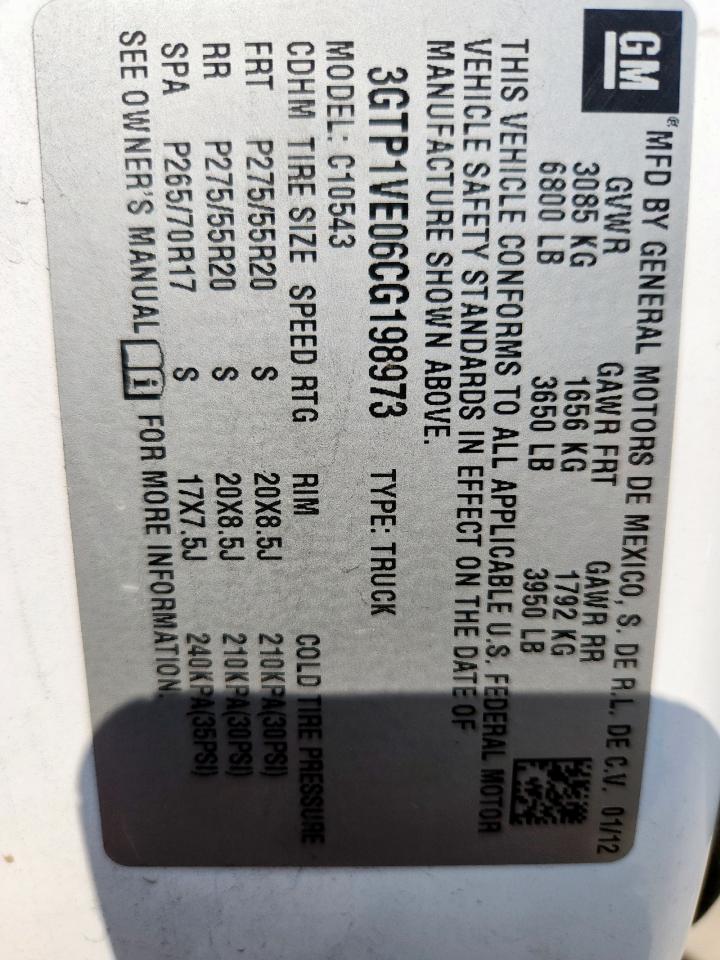 GM
® MFD BY GENERAL MOTORS DE MEXICO, S. DE R.L. DE C.V. 01/12
GVWR GAWR FRT GAWR RR
3085 KG 1656 KG 1792 KG
6800 LB 3650 LB 3950 LB
THIS VEHICLE CONFORMS TO ALL APPLICABLE U.S. FEDERAL MOTOR
VEHICLE SAFETY STANDARDS IN EFFECT ON THE DATE OF
MANUFACTURE SHOWN ABOVE.
3GTP1VE06CG198973 TYPE: TRUCK
MODEL: C10543
CDHM TIRE SIZE SPEED RTG RIM COLD TIRE PRESSURE
FRT P275/55R20 S 20X8.5J 210KPA(30PSI)
RR P275/55R20 S 20X8.5J 210KPA(30PSI)
SPA P265/70R17 S 17X7.5J 240KPA(35PSI)
SEE OWNER'S MANUAL i FOR MORE INFORMATION.